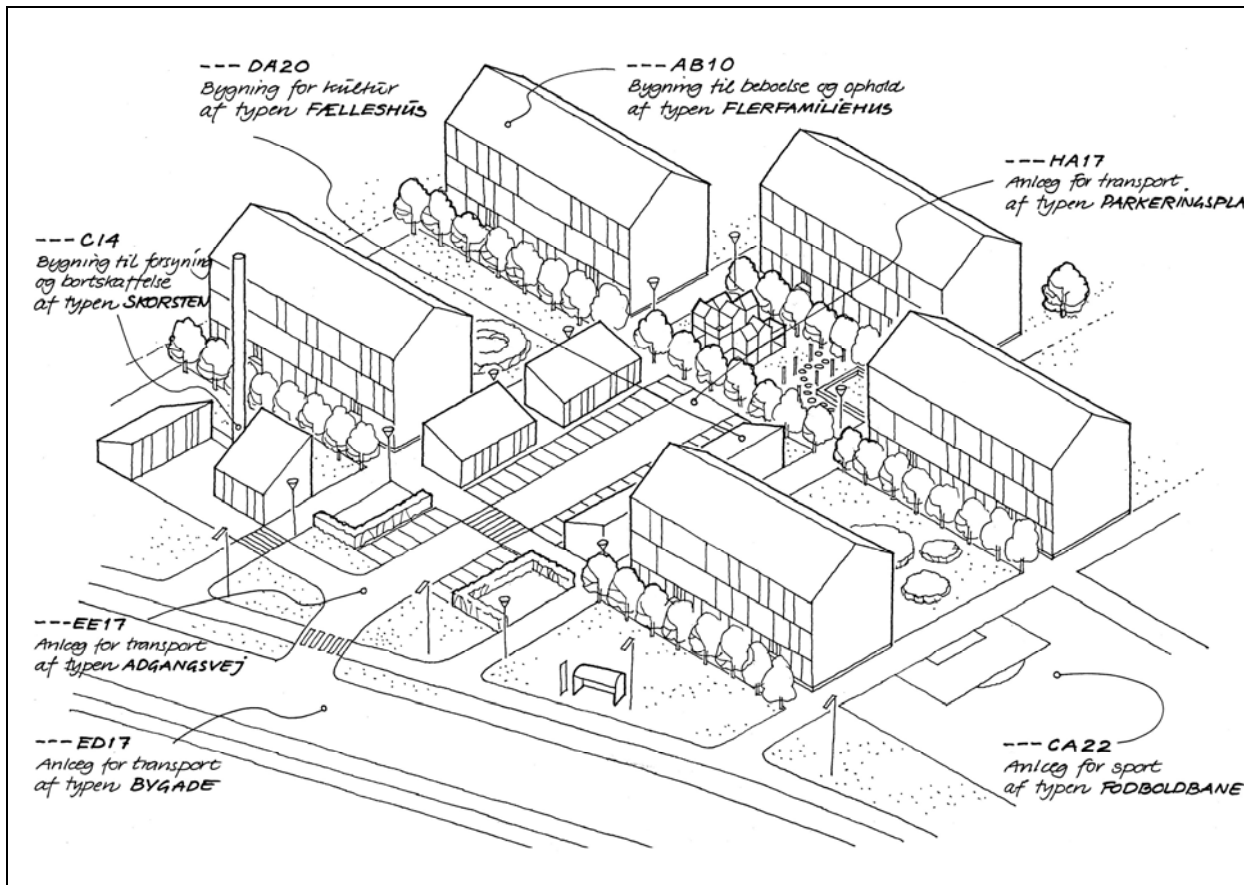 --- DA20
Bygning for kultur
af typen FÆLLESHUS
--- AB10
Bygning til beboelse og ophold
af typen FLERFAMILIEHUS
--- HA17
Anlæg for transport
af typen PARKERINGSPLA
--- C14
Bygning til forsyning
og bortskaffelse
af typen SKORSTEN
--- EE17
Anlæg for transport
af typen ADGANGSVEJ
--- ED17
Anlæg for transport
af typen BYGADE
--- CA22
Anlæg for sport
af typen FODBOLDBANE